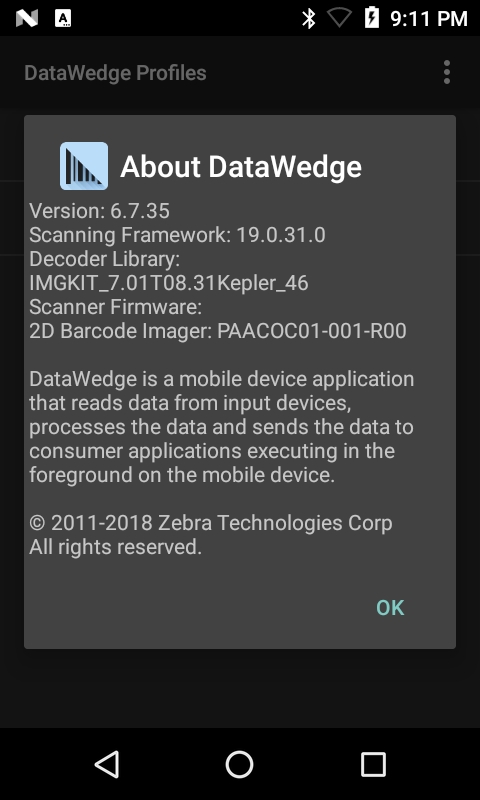 9:11 PM
DataWedge Profiles
About DataWedge
Version: 6.7.35
Scanning Framework: 19.0.31.0
Decoder Library:
IMGKIT_7.01T08.31Kepler_46
Scanner Firmware:
2D Barcode Imager: PAACOC01-001-R00
DataWedge is a mobile device application
that reads data from input devices,
processes the data and sends the data to
consumer applications executing in the
foreground on the mobile device.
© 2011-2018 Zebra Technologies Corp
All rights reserved.
OK